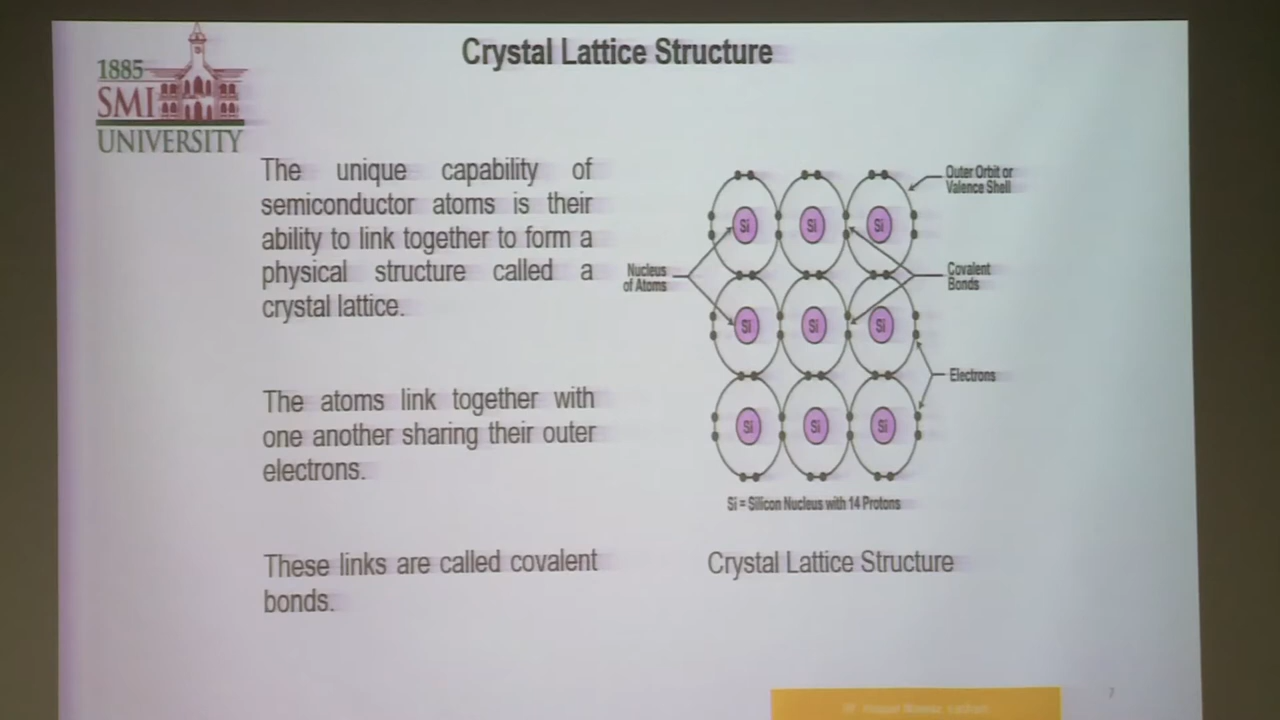 1885
SMI
UNIVERSITY
Crystal Lattice Structure
The unique capability of
semiconductor atoms is their
ability to link together to form a
physical structure called a
crystal lattice.
The atoms link together with
one another sharing their outer
electrons.
These links are called covalent
bonds.
Outer Orbit or
Valence Shell
Si Si Si
Nucleus
of Atoms
Covalent
Bonds
Si Si Si
Electrons
Si Si Si
Si = Silicon Nucleus with 14 Protons
Crystal Lattice Structure
7